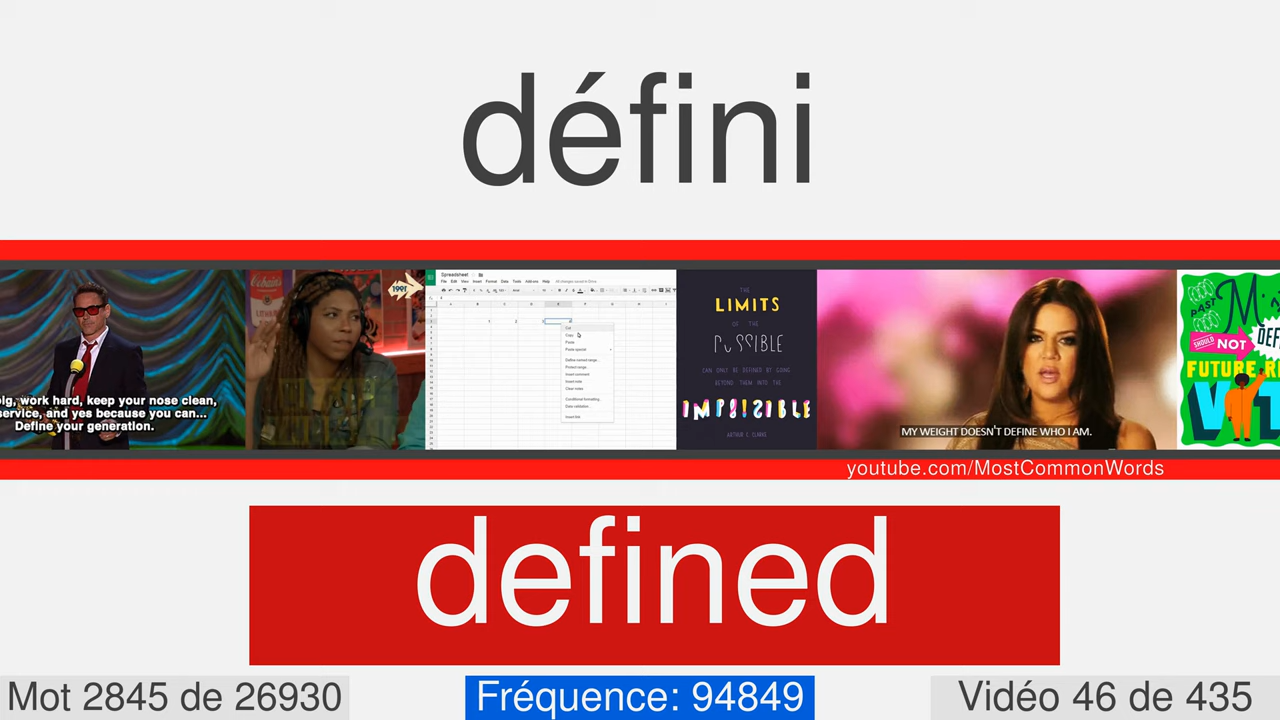 défini
1991
Spreadsheet
big, work hard, keep your nose clean,
service, and yes because you can...
Define your generation.
THE
LIMITS
OF THE
POSSIBLE
CAN ONLY BE DEFINED BY GOING
BEYOND THEM INTO THE
IMPOSSIBLE
ARTHUR C. CLARKE
MY WEIGHT DOESN'T DEFINE WHO I AM.
PAST
SHOULD NOT
FUTURE
youtube.com/MostCommonWords
defined
Mot 2845 de 26930
Fréquence: 94849
Vidéo 46 de 435